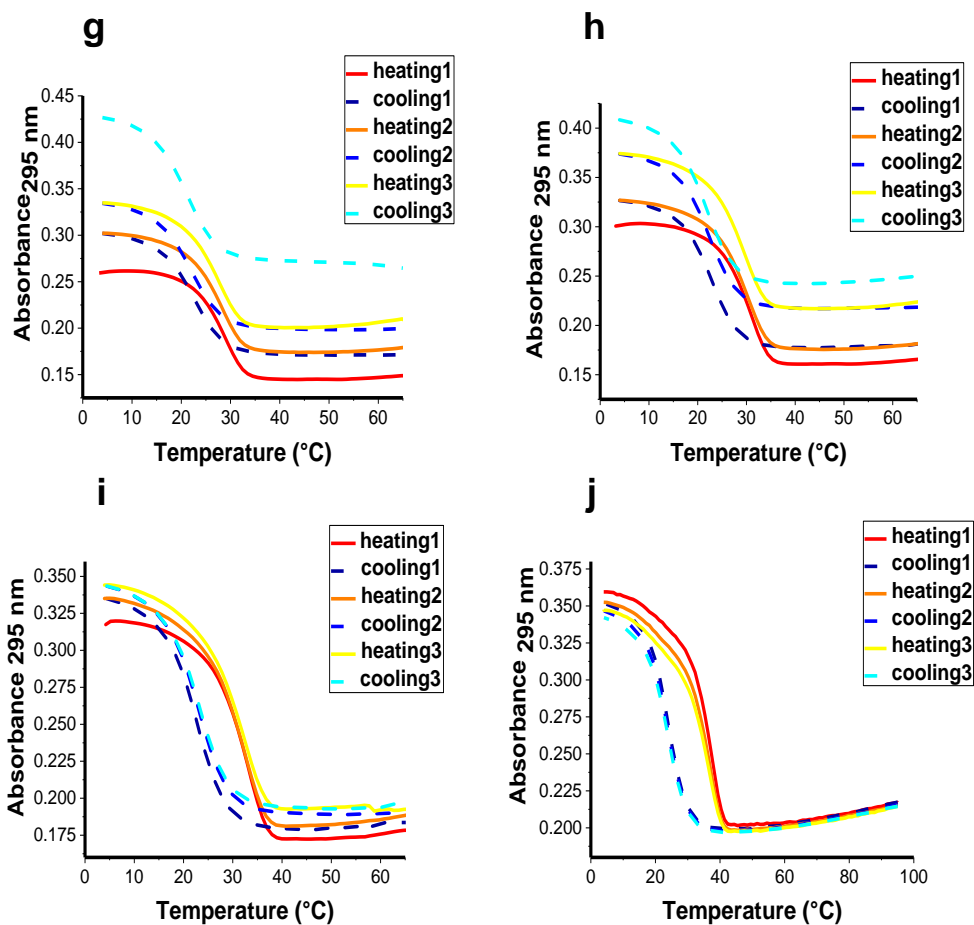 g
heating1
cooling1
heating2
cooling2
heating3
cooling3
Absorbance 295 nm
0.45
0.40
0.35
0.30
0.25
0.20
0.15
0 10 20 30 40 50 60
Temperature (°C)
h
heating1
cooling1
heating2
cooling2
heating3
cooling3
Absorbance 295 nm
0.40
0.35
0.30
0.25
0.20
0.15
0 10 20 30 40 50 60
Temperature (°C)
i
heating1
cooling1
heating2
cooling2
heating3
cooling3
Absorbance 295 nm
0.350
0.325
0.300
0.275
0.250
0.225
0.200
0.175
0 10 20 30 40 50 60
Temperature (°C)
j
heating1
cooling1
heating2
cooling2
heating3
cooling3
Absorbance 295 nm
0.375
0.350
0.325
0.300
0.275
0.250
0.225
0.200
0 20 40 60 80 100
Temperature (°C)